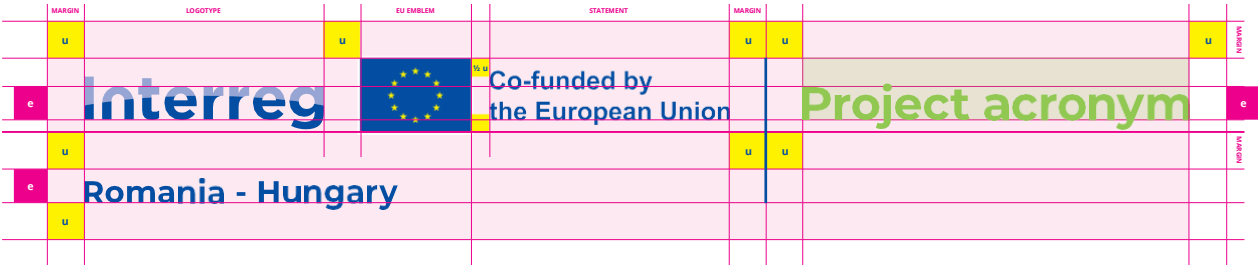 MARGIN LOGOTYPE EU EMBLEM STATEMENT MARGIN
u u u u u MARGIN
½ u
Interreg Co-funded by
the European Union Project acronym
e e
u u u MARGIN
e Romania - Hungary
u